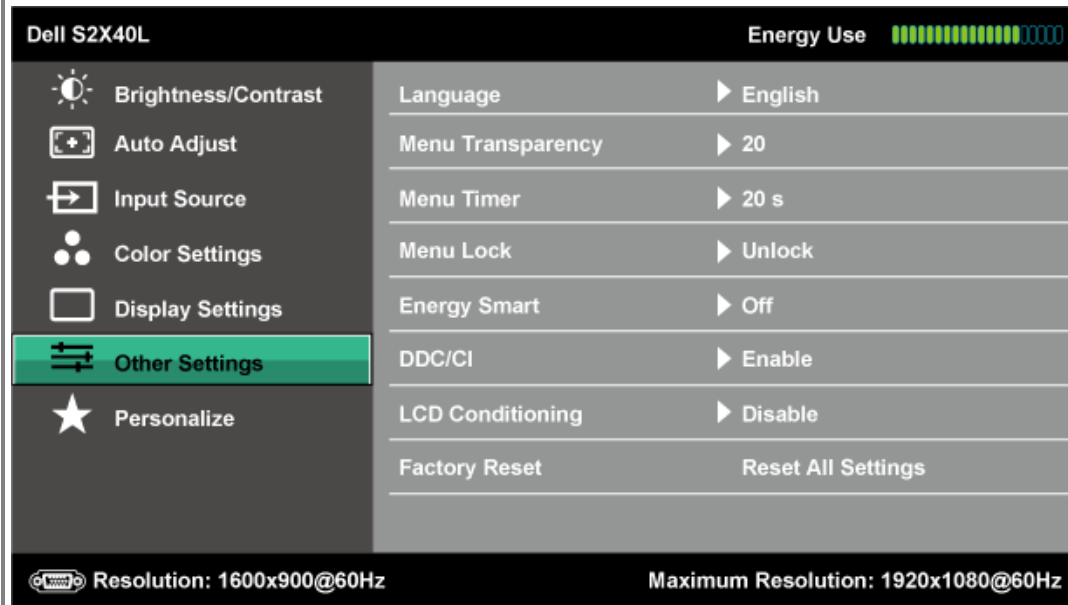 Dell S2X40L Energy Use
Brightness/Contrast
Auto Adjust
Input Source
Color Settings
Display Settings
Other Settings
Personalize
Language English
Menu Transparency 20
Menu Timer 20 s
Menu Lock Unlock
Energy Smart Off
DDC/CI Enable
LCD Conditioning Disable
Factory Reset Reset All Settings
Resolution: 1600x900@60Hz Maximum Resolution: 1920x1080@60Hz